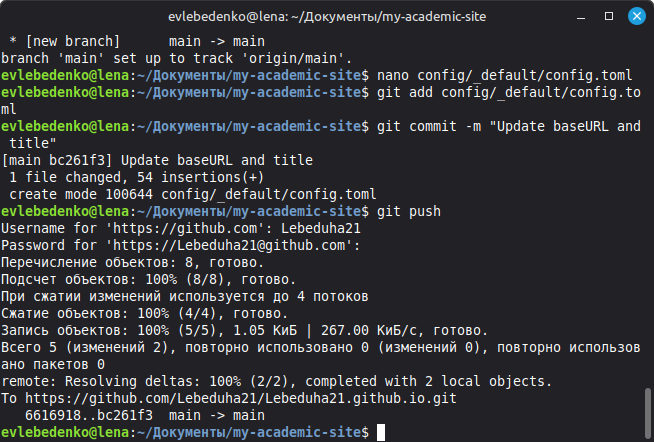 evlebedenko@lena: ~/Документы/my-academic-site
 * [new branch]      main -> main
branch 'main' set up to track 'origin/main'.
evlebedenko@lena:~/Документы/my-academic-site$ nano config/_default/config.toml
evlebedenko@lena:~/Документы/my-academic-site$ git add config/_default/config.to
ml
evlebedenko@lena:~/Документы/my-academic-site$ git commit -m "Update baseURL and
 title"
[main bc261f3] Update baseURL and title
 1 file changed, 54 insertions(+)
 create mode 100644 config/_default/config.toml
evlebedenko@lena:~/Документы/my-academic-site$ git push
Username for 'https://github.com': Lebeduha21
Password for 'https://Lebeduha21@github.com':
Перечисление объектов: 8, готово.
Подсчет объектов: 100% (8/8), готово.
При сжатии изменений используется до 4 потоков
Сжатие объектов: 100% (4/4), готово.
Запись объектов: 100% (5/5), 1.05 КиБ | 267.00 КиБ/с, готово.
Всего 5 (изменений 2), повторно использовано 0 (изменений 0), повторно использов
ано пакетов 0
remote: Resolving deltas: 100% (2/2), completed with 2 local objects.
To https://github.com/Lebeduha21/Lebeduha21.github.io.git
   6616918..bc261f3  main -> main
evlebedenko@lena:~/Документы/my-academic-site$